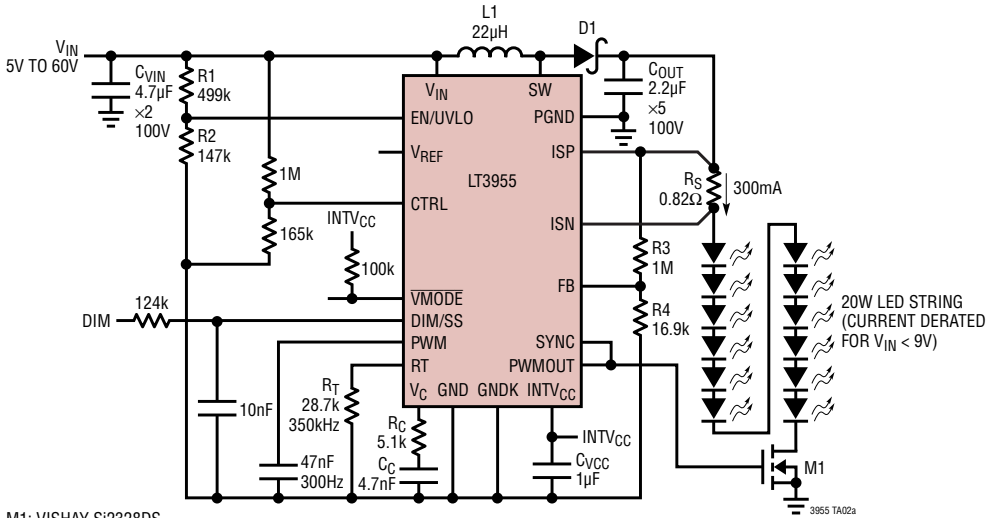 L1
22µH
D1
VIN
5V TO 60V
CVIN
4.7µF
×2
100V
R1
499k
R2
147k
1M
165k
VIN
SW
EN/UVLO
PGND
VREF
ISP
LT3955
CTRL
ISN
INTVCC
100k
VMODE
FB
DIM
124k
DIM/SS
PWM
SYNC
RT
PWMOUT
VC
GND
GNDK
INTVCC
COUT
2.2µF
×5
100V
RS
0.82Ω
300mA
R3
1M
R4
16.9k
20W LED STRING
(CURRENT DERATED
FOR VIN < 9V)
10nF
47nF
300Hz
RT
28.7k
350kHz
RC
5.1k
CC
4.7nF
INTVCC
CVCC
1µF
M1
3955 TA02a
M1: VISHAY Si2328DS